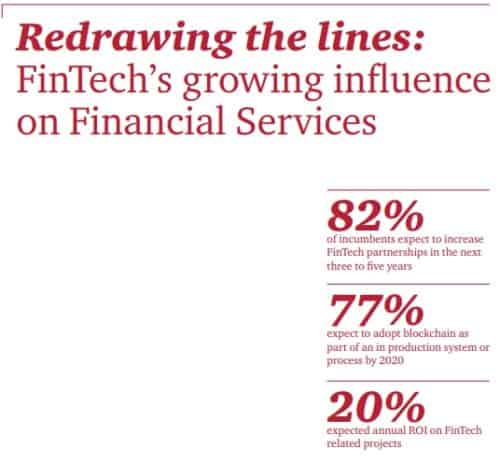 Redrawing the lines:
FinTech's growing influence
on Financial Services
82%
of incumbents expect to increase
FinTech partnerships in the next
three to five years
77%
expect to adopt blockchain as
part of an in production system or
process by 2020
20%
expected annual ROI on FinTech
related projects